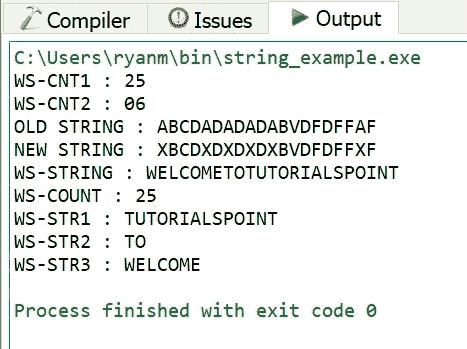 Compiler Issues Output
C:\Users\ryanm\bin\string_example.exe
WS-CNT1 : 25
WS-CNT2 : 06
OLD STRING : ABCDADADADABVDFDFFAF
NEW STRING : XBCDXDXDXDXBVDFDFFXF
WS-STRING : WELCOMETOTUTORIALSPOINT
WS-COUNT : 25
WS-STR1 : TUTORIALSPOINT
WS-STR2 : TO
WS-STR3 : WELCOME
Process finished with exit code 0